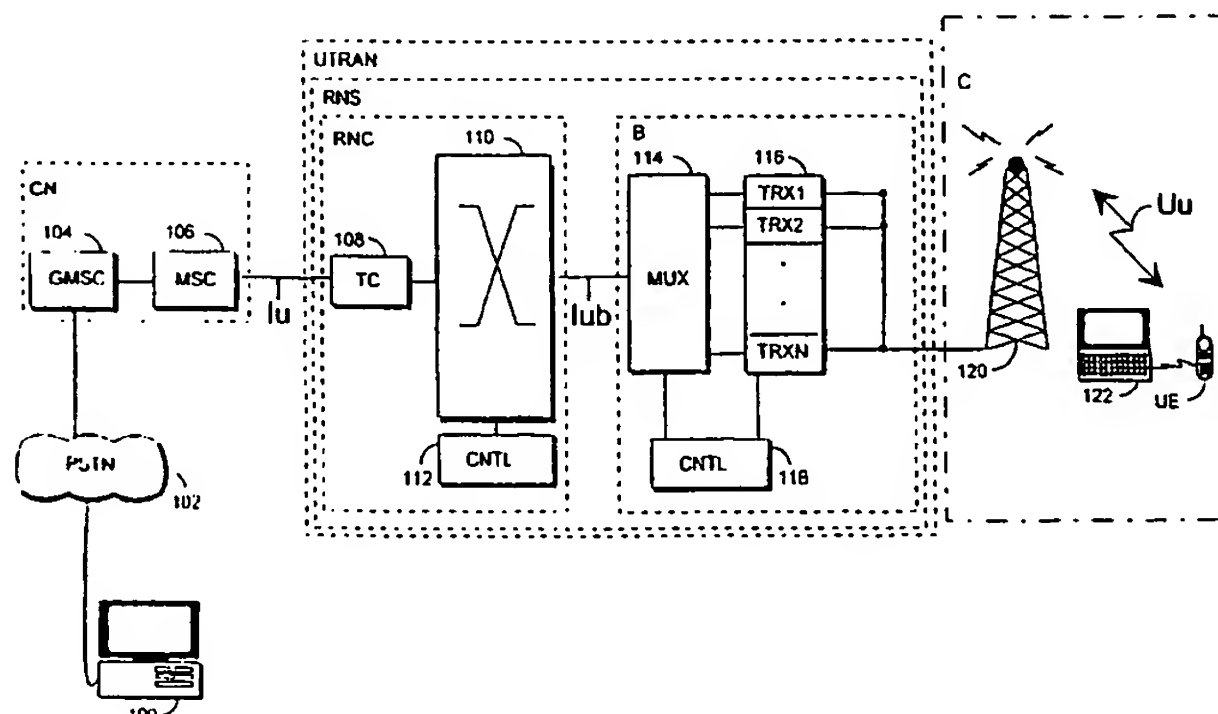 UTRAN
C
RNS
RNC
110
B
114
116
TRX1
CN
TRX2
Uu
104
106
108
GMSC
MSC
TC
MUX
Iu
Iub
TRXN
120
122
UE
PSTN
102
112
CNTL
CNTL
118